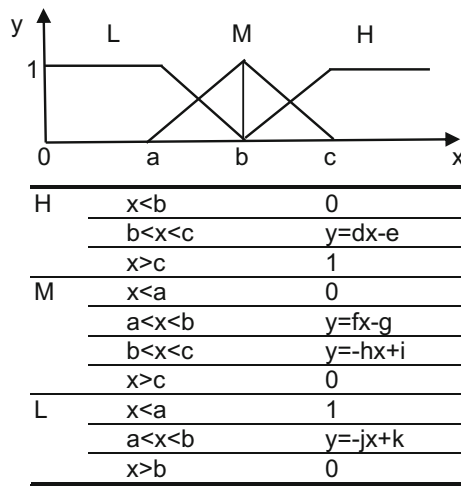 y
L M H
1
0 a b c x
H x<b 0
b<x<c y=dx-e
x>c 1
M x<a 0
a<x<b y=fx-g
b<x<c y=-hx+i
x>c 0
L x<a 1
a<x<b y=-jx+k
x>b 0